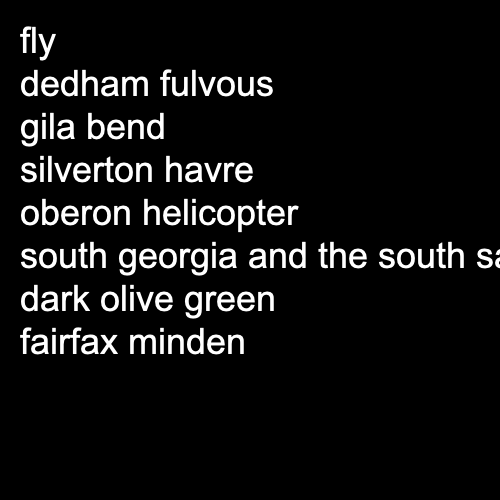 fly
dedham fulvous
gila bend
silverton havre
oberon helicopter
south georgia and the south
dark olive green
fairfax minden